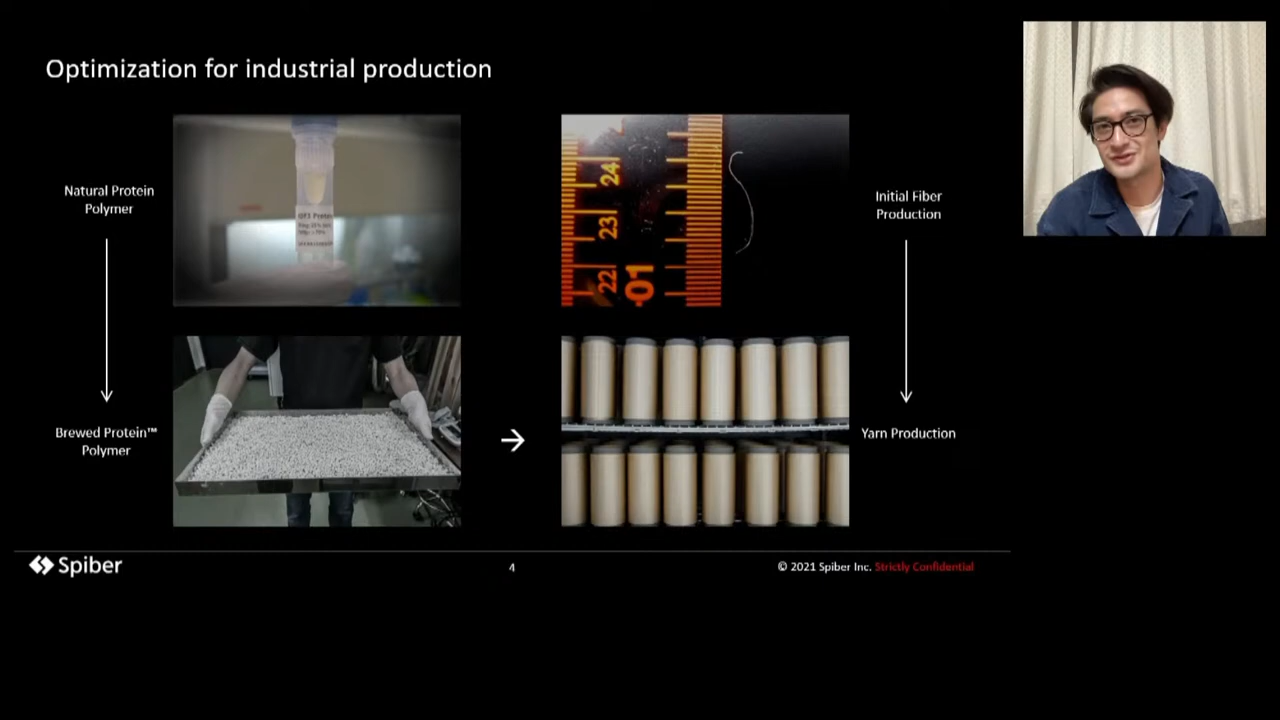 Optimization for industrial production
Natural Protein
Polymer
24
23
22
01
Initial Fiber
Production
Brewed Protein™
Polymer
→
Yarn Production
Spiber
4
© 2021 Spiber Inc. Strictly Confidential